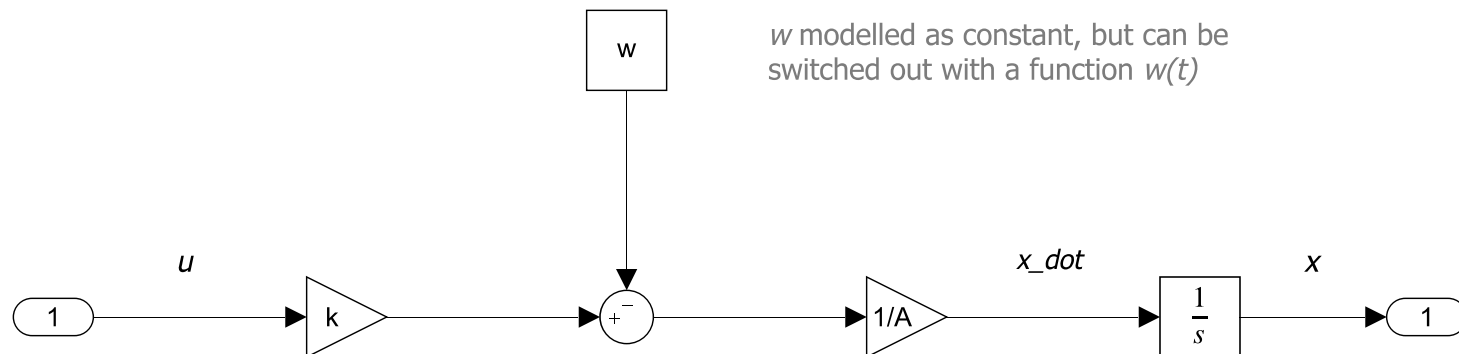 w
w modelled as constant, but can be
switched out with a function w(t)
u
x_dot
x
1
k
+
−
1/A
1
s
1